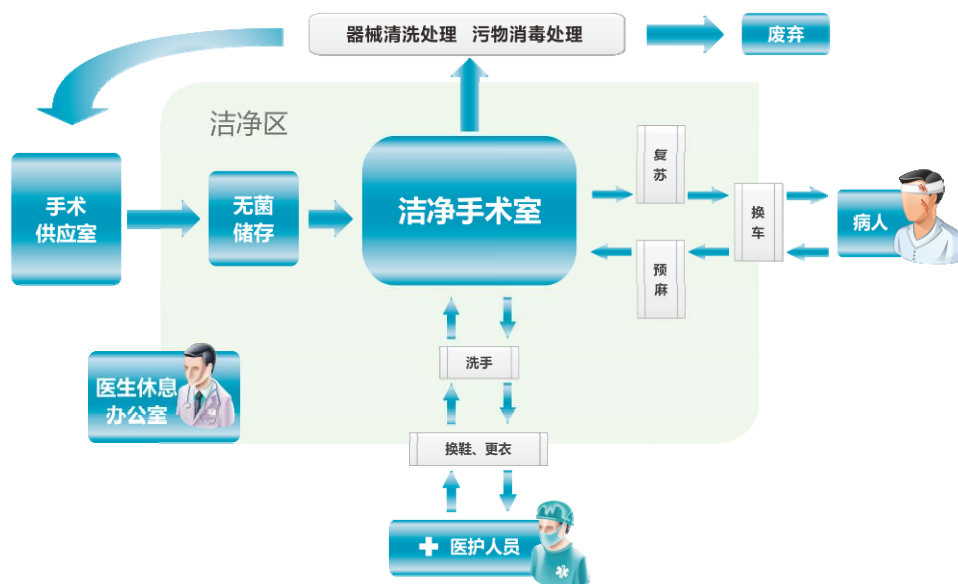 器械清洗处理 污物消毒处理
废弃
洁净区
手术
供应室
无菌
储存
洁净手术室
复
苏
换
车
病人
预
麻
洗手
医生休息
办公室
换鞋、更衣
医护人员